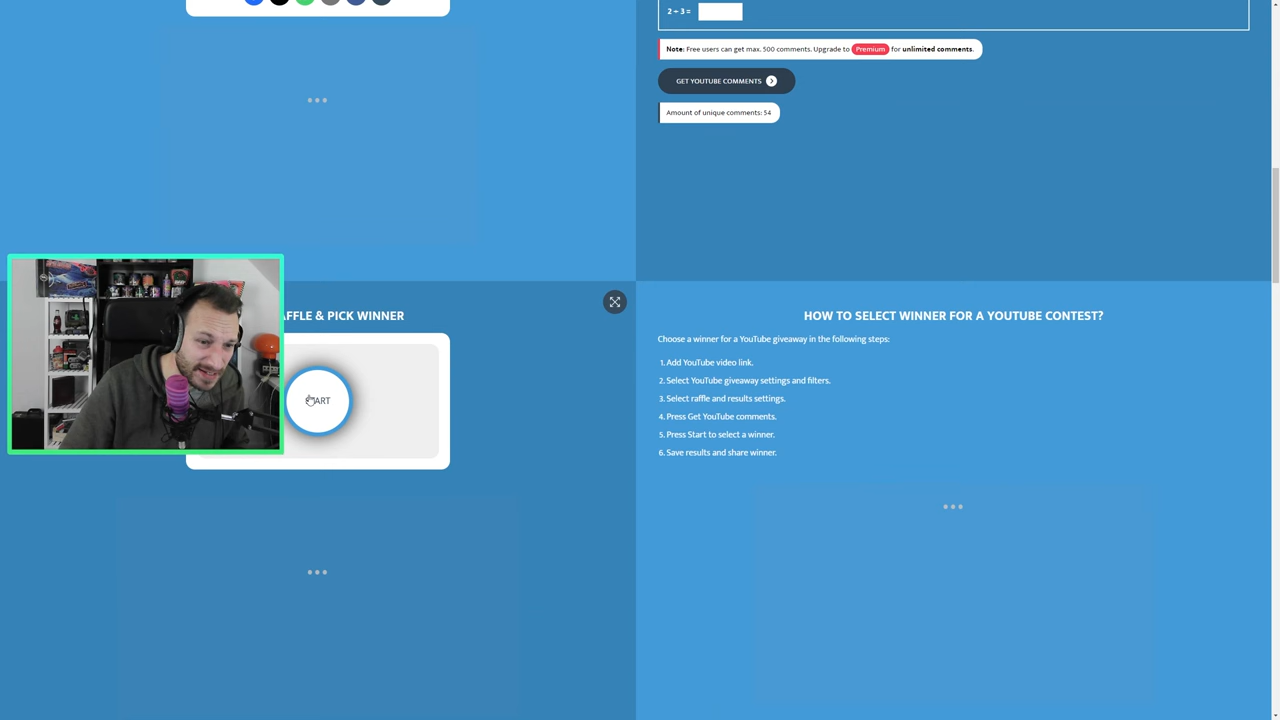 2 + 3 =
Note: Free users can get max. 500 comments. Upgrade to Premium for unlimited comments.
GET YOUTUBE COMMENTS
Amount of unique comments: 54
AFFLE & PICK WINNER
START
HOW TO SELECT WINNER FOR A YOUTUBE CONTEST?
Choose a winner for a YouTube giveaway in the following steps:
1. Add YouTube video link.
2. Select YouTube giveaway settings and filters.
3. Select raffle and results settings.
4. Press Get YouTube comments.
5. Press Start to select a winner.
6. Save results and share winner.